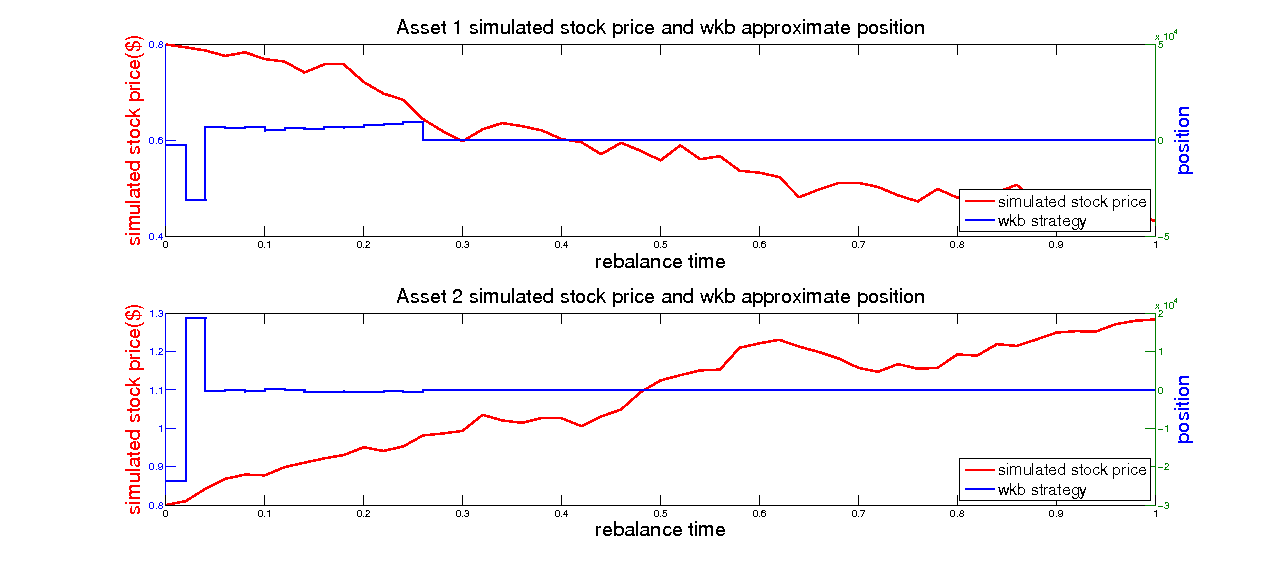 Asset 1 simulated stock price and wkb approximate position
x 10^4
simulated stock price($)
0.8
0.6
0.4
5
0
-5
position
simulated stock price
wkb strategy
0 0.1 0.2 0.3 0.4 0.5 0.6 0.7 0.8 0.9 1
rebalance time
Asset 2 simulated stock price and wkb approximate position
x 10^4
simulated stock price($)
1.3
1.2
1.1
1
0.9
0.8
2
1
0
-1
-2
-3
position
simulated stock price
wkb strategy
0 0.1 0.2 0.3 0.4 0.5 0.6 0.7 0.8 0.9 1
rebalance time